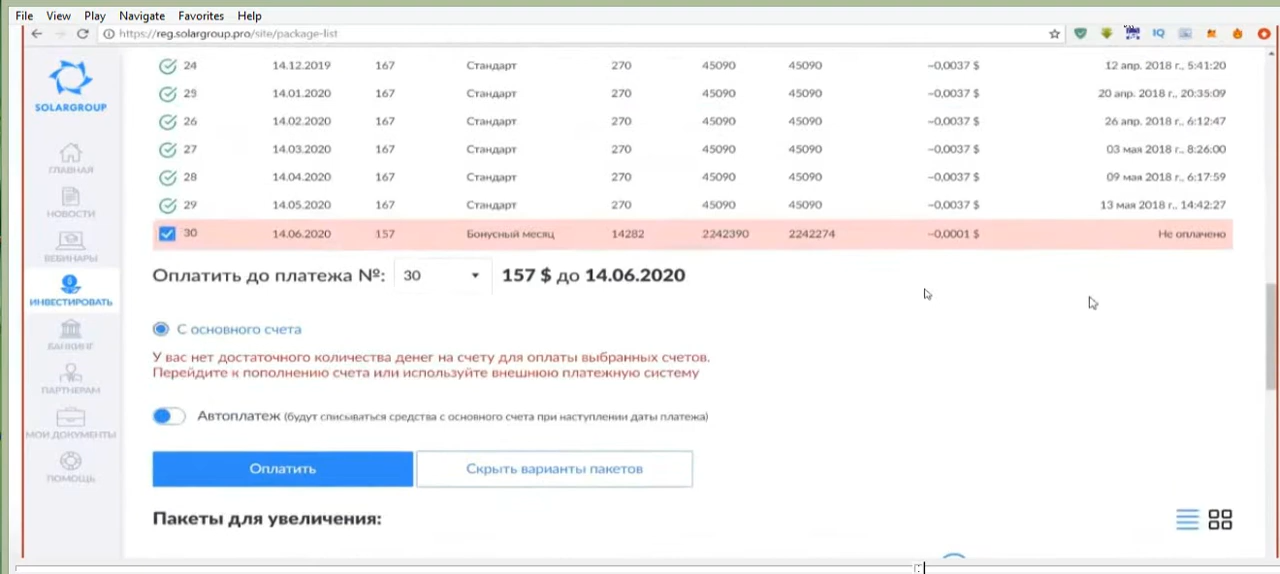 File View Play Navigate Favorites Help
https://reg.solargroup.pro/site/package-list
IQ
SOLARGROUP
ГЛАВНАЯ
НОВОСТИ
ВЕБИНАРЫ
ИНВЕСТИРОВАТЬ
БАНКИНГ
ПАРТНЕРАМ
МОИ ДОКУМЕНТЫ
ПОМОЩЬ
24 14.12.2019 167 Стандарт 270 45090 45090 ~0,0037 $ 12 апр. 2018 г., 5:41:20
29 14.01.2020 167 Стандарт 270 45090 45090 ~0,0037 $ 20 апр. 2018 г., 20:35:09
26 14.02.2020 167 Стандарт 270 45090 45090 ~0,0037 $ 26 апр. 2018 г., 6:12:47
27 14.03.2020 167 Стандарт 270 45090 45090 ~0,0037 $ 03 мая 2018 г., 8:26:00
28 14.04.2020 167 Стандарт 270 45090 45090 ~0,0037 $ 09 мая 2018 г., 6:17:59
29 14.05.2020 167 Стандарт 270 45090 45090 ~0,0037 $ 13 мая 2018 г., 14:42:27
30 14.06.2020 157 Бонусный месяц 14282 2242390 2242274 ~0,0001 $ Не оплачено
Оплатить до платежа №: 30 157 $ до 14.06.2020
С основного счета
У вас нет достаточного количества денег на счету для оплаты выбранных счетов.
Перейдите к пополнению счета или используйте внешнюю платежную систему
Автоплатеж (будут списываться средства с основного счета при наступлении даты платежа)
Оплатить Скрыть варианты пакетов
Пакеты для увеличения: